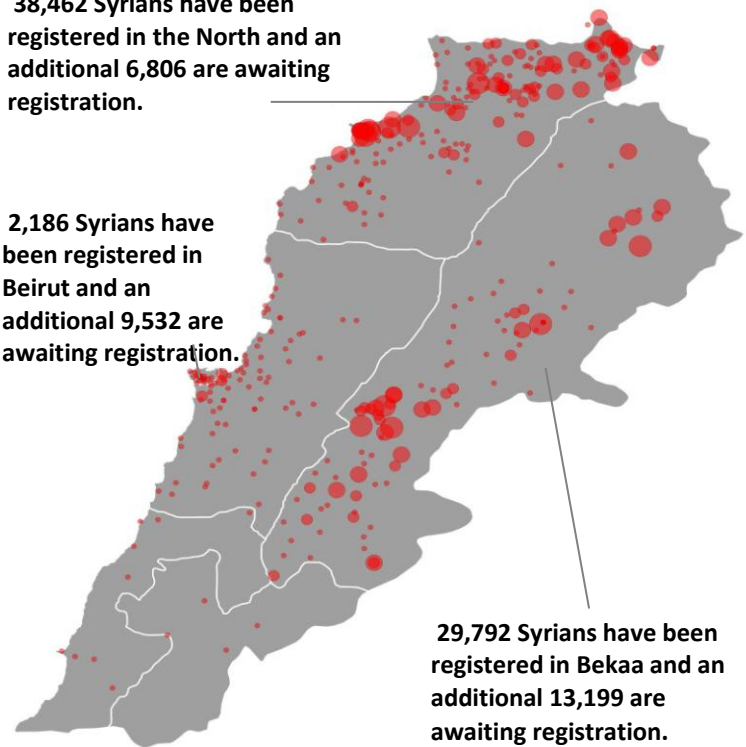 38,462 Syrians have been
registered in the North and an
additional 6,806 are awaiting
registration.
2,186 Syrians have
been registered in
Beirut and an
additional 9,532 are
awaiting registration.
29,792 Syrians have been
registered in Bekaa and an
additional 13,199 are
awaiting registration.